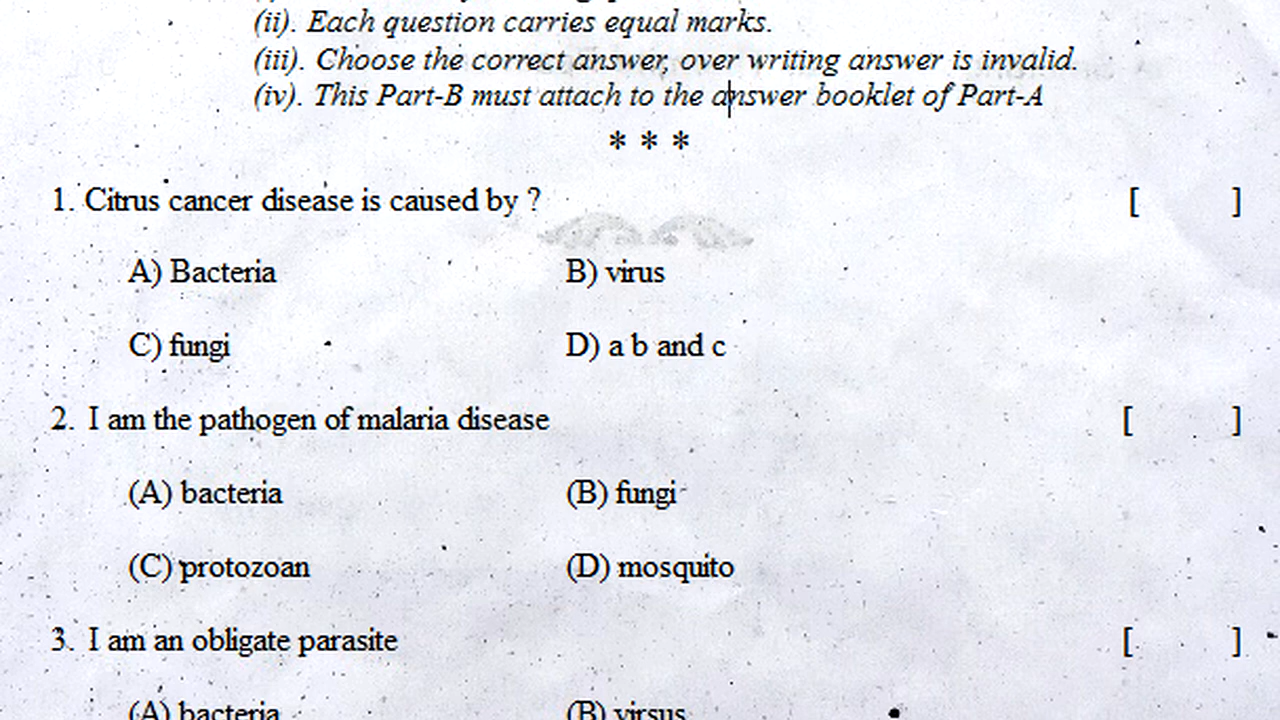 (ii). Each question carries equal marks.
(iii). Choose the correct answer, over writing answer is invalid.
(iv). This Part-B must attach to the answer booklet of Part-A
* * *
1. Citrus cancer disease is caused by ? [ ]
A) Bacteria B) virus
C) fungi D) a b and c
2. I am the pathogen of malaria disease [ ]
(A) bacteria (B) fungi
(C) protozoan (D) mosquito
3. I am an obligate parasite [ ]
(A) bacteria (B) virsus